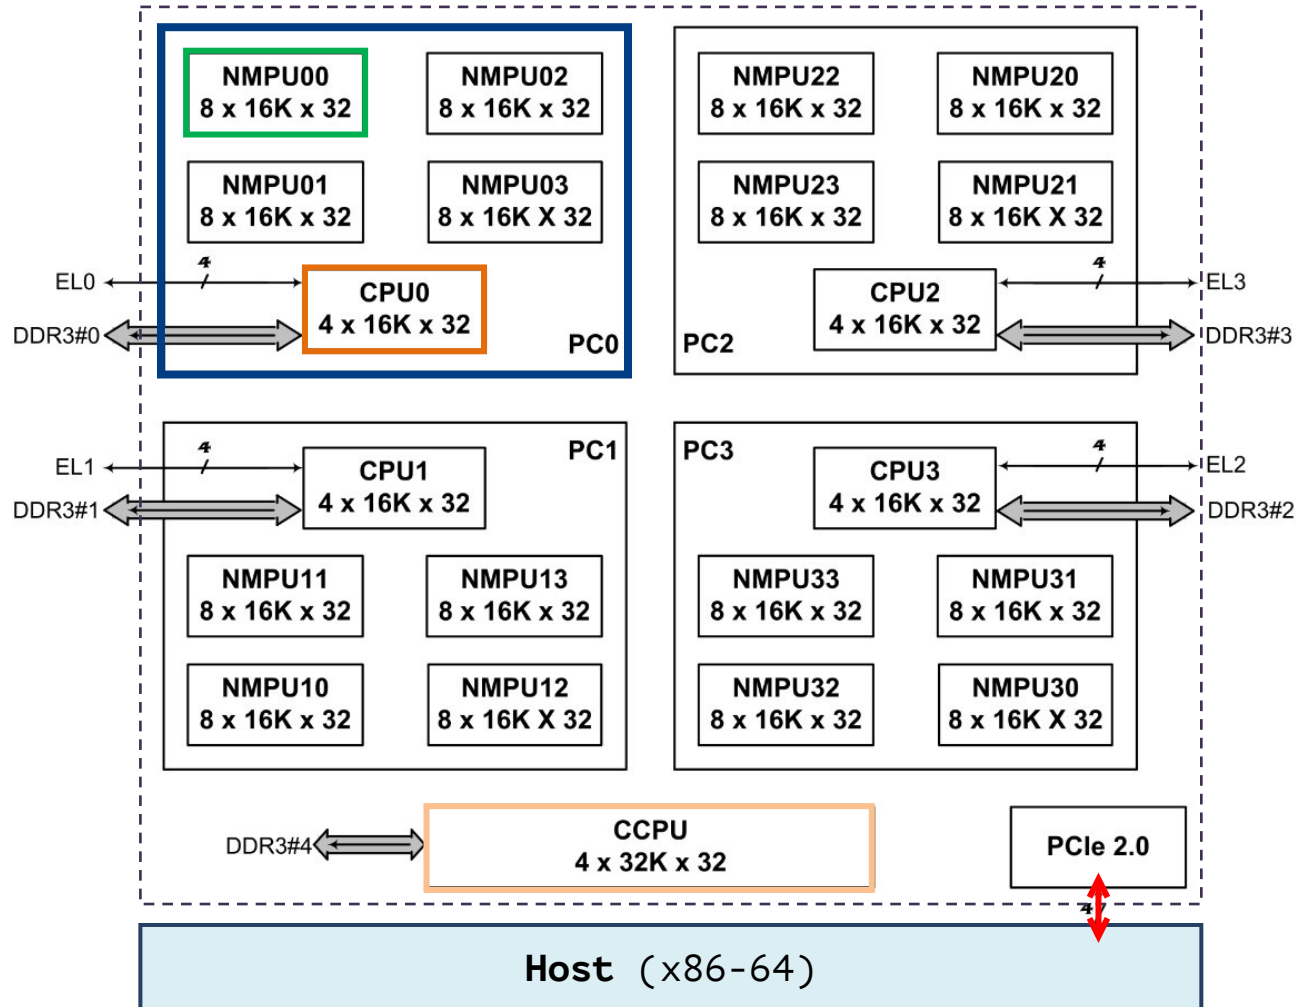 NMPU00
8 x 16K x 32
NMPU02
8 x 16K x 32
NMPU01
8 x 16K x 32
NMPU03
8 x 16K X 32
EL0
4
CPU0
4 x 16K x 32
DDR3#0
PC0
NMPU22
8 x 16K x 32
NMPU20
8 x 16K x 32
NMPU23
8 x 16K x 32
NMPU21
8 x 16K X 32
4
EL3
CPU2
4 x 16K x 32
DDR3#3
PC2
PC1
EL1
4
CPU1
4 x 16K x 32
DDR3#1
NMPU11
8 x 16K x 32
NMPU13
8 x 16K x 32
NMPU10
8 x 16K x 32
NMPU12
8 x 16K X 32
PC3
4
EL2
CPU3
4 x 16K x 32
DDR3#2
NMPU33
8 x 16K x 32
NMPU31
8 x 16K x 32
NMPU32
8 x 16K x 32
NMPU30
8 x 16K X 32
DDR3#4
CCPU
4 x 32K x 32
PCIe 2.0
4
Host (x86-64)